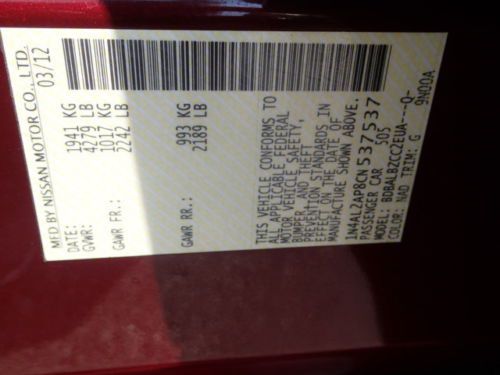 MFD BY NISSAN MOTOR CO., LTD.
DATE: 03/12
GVWR: 1941 KG
4279 LB
GAWR FR.: 1017 KG
2242 LB
GAWR RR.: 993 KG
2189 LB
THIS VEHICLE CONFORMS TO
ALL APPLICABLE FEDERAL
MOTOR VEHICLE SAFETY,
BUMPER, AND THEFT
PREVENTION STANDARDS IN
EFFECT ON THE DATE OF
MANUFACTURE SHOWN ABOVE.
1N4AL2AP8CN537537
PASSENGER CAR 505
MODEL: BDBALBZCC2EUA---O-
COLOR: NAD TRIM: G 9N00A